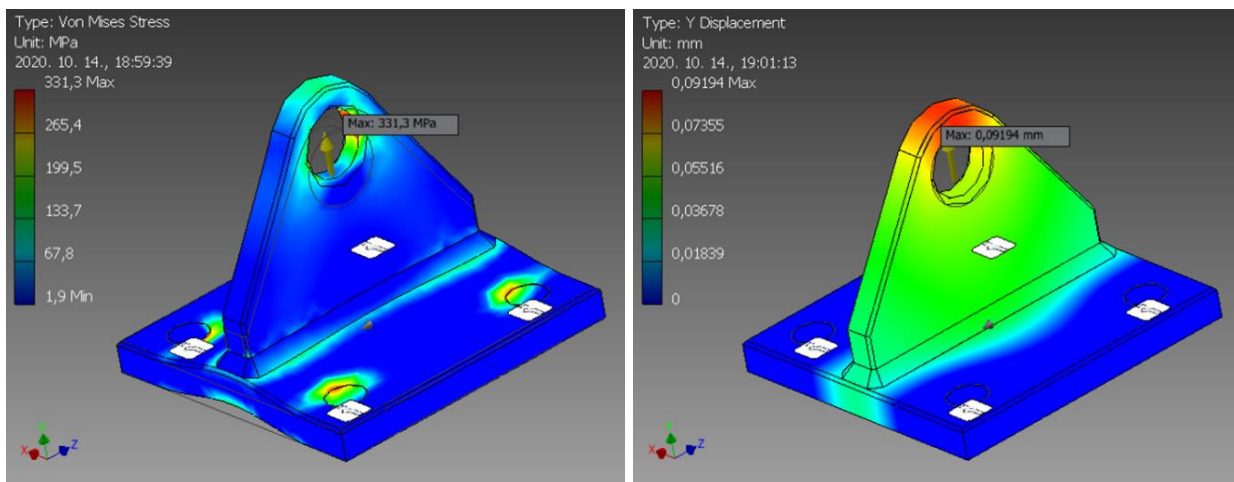 Type: Von Mises Stress
Unit: MPa
2020. 10. 14., 18:59:39
331,3 Max
265,4
199,5
133,7
67,8
1,9 Min
Max: 331,3 MPa
X
Y
Z
Type: Y Displacement
Unit: mm
2020. 10. 14., 19:01:13
0,09194 Max
0,07355
0,05516
0,03678
0,01839
0
Max: 0,09194 mm
X
Y
Z